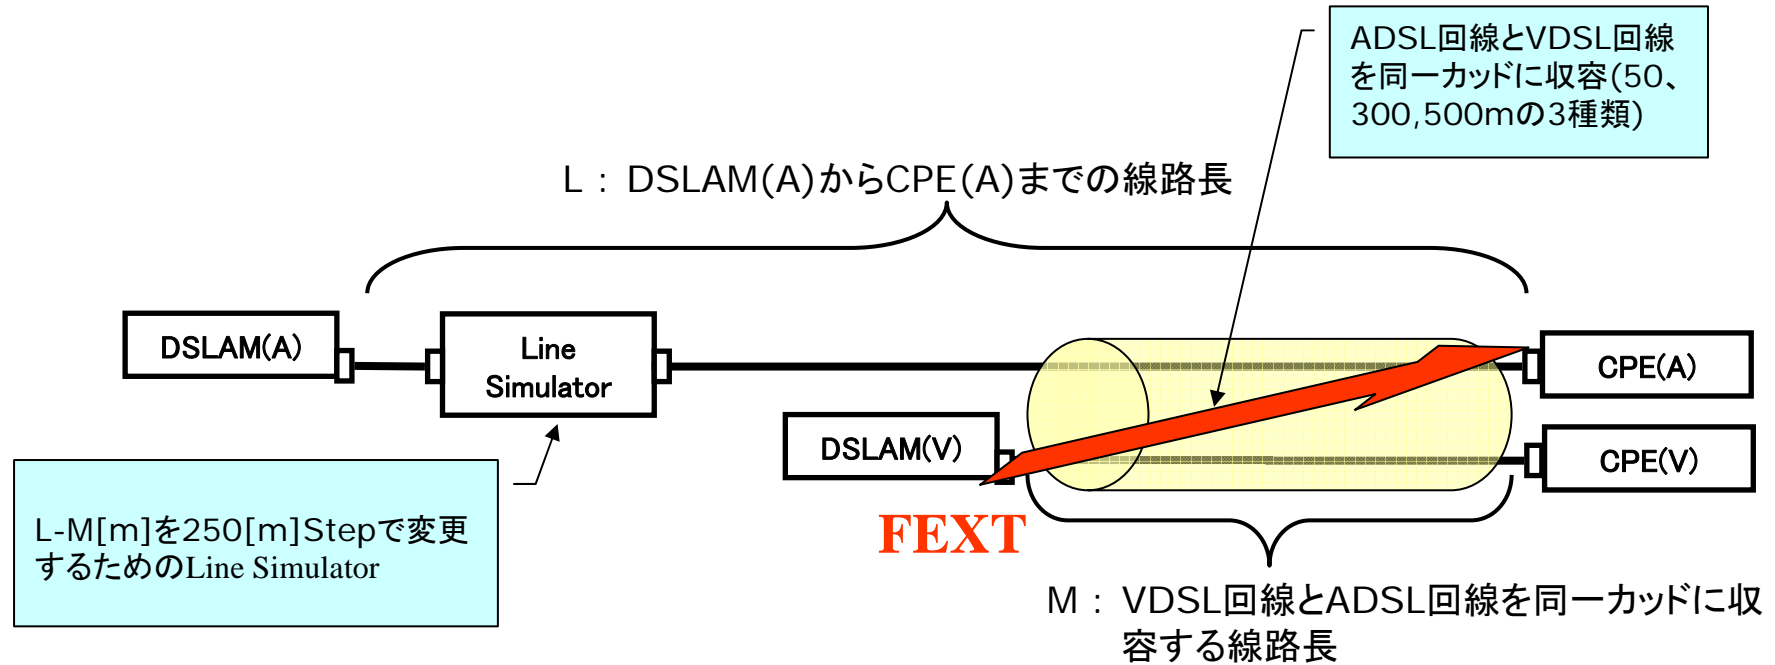 ADSL回線とVDSL回線
を同一カッドに収容(50、
300,500mの3種類)
L : DSLAM(A)からCPE(A)までの線路長
DSLAM(A)
Line
Simulator
CPE(A)
DSLAM(V)
CPE(V)
L-M[m]を250[m]Stepで変更
するためのLine Simulator
FEXT
M : VDSL回線とADSL回線を同一カッドに収
容する線路長